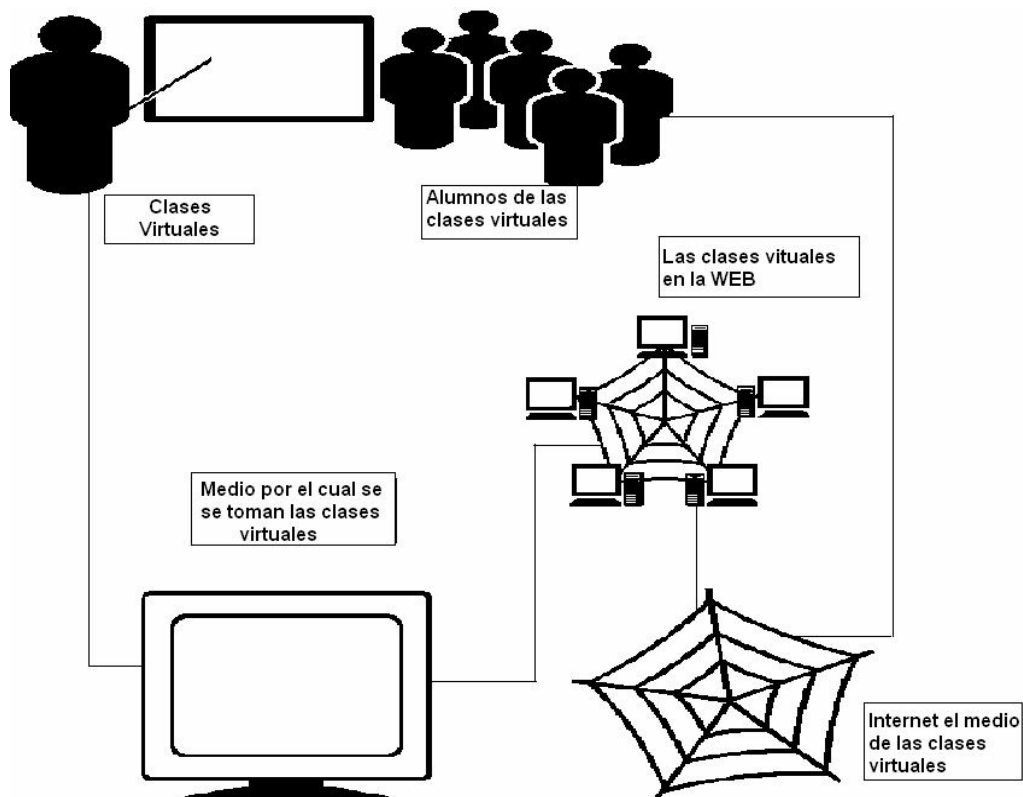 Clases
Virtuales
Alumnos de las
clases virtuales
Las clases vituales
en la WEB
Medio por el cual se
se toman las clases
virtuales
Internet el medio
de las clases
virtuales